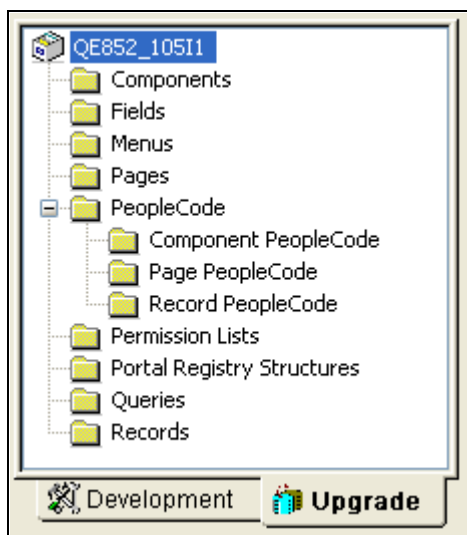 QE852_105I1
Components
Fields
Menus
Pages
PeopleCode
Component PeopleCode
Page PeopleCode
Record PeopleCode
Permission Lists
Portal Registry Structures
Queries
Records
Development Upgrade